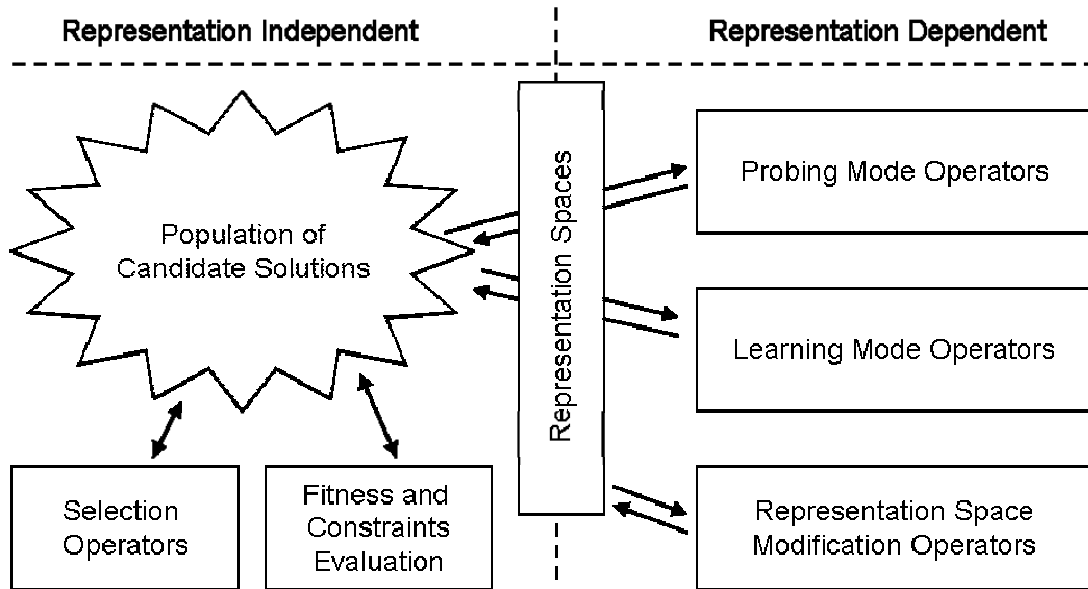 Representation Independent
Representation Dependent
Population of
Candidate Solutions
Representation Spaces
Probing Mode Operators
Learning Mode Operators
Selection
Operators
Fitness and
Constraints
Evaluation
Representation Space
Modification Operators